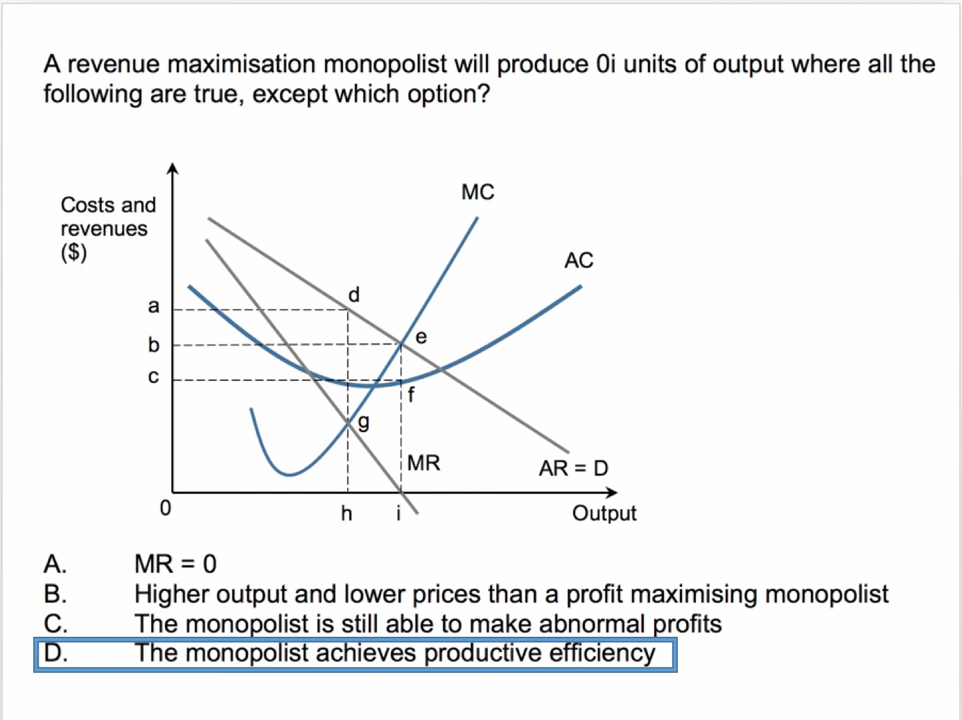 A revenue maximisation monopolist will produce 0i units of output where all the
following are true, except which option?
MC
Costs and
revenues
($)
AC
d
a
e
b
c
f
g
MR
AR = D
0
h
i
Output
A. MR = 0
B. Higher output and lower prices than a profit maximising monopolist
C. The monopolist is still able to make abnormal profits
D. The monopolist achieves productive efficiency